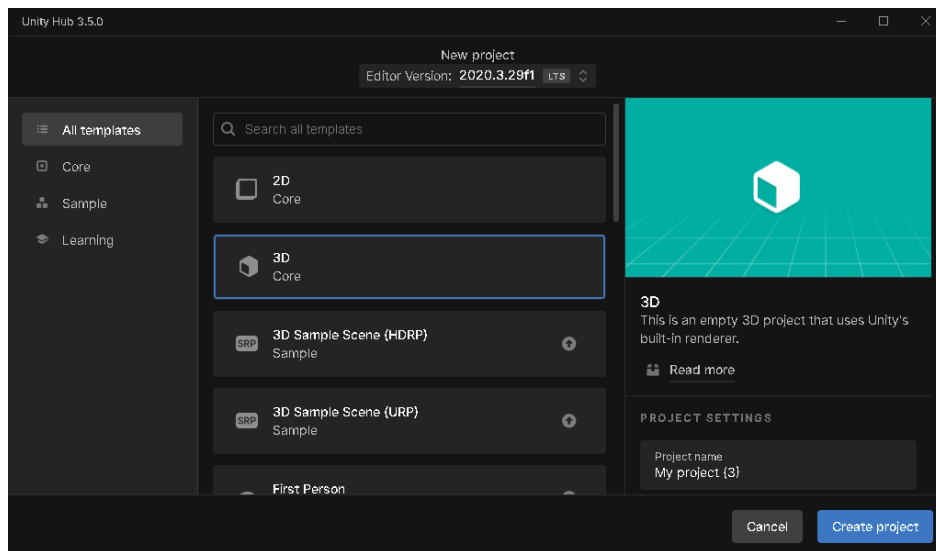 Unity Hub 3.5.0
New project
Editor Version: 2020.3.29f1 LTS
All templates
Core
Sample
Learning
Search all templates
2D
Core
3D
Core
SRP
3D Sample Scene {HDRP}
Sample
SRP
3D Sample Scene {URP}
Sample
First Person
3D
This is an empty 3D project that uses Unity's
built-in renderer.
Read more
PROJECT SETTINGS
Project name
My project {3}
Cancel
Create project